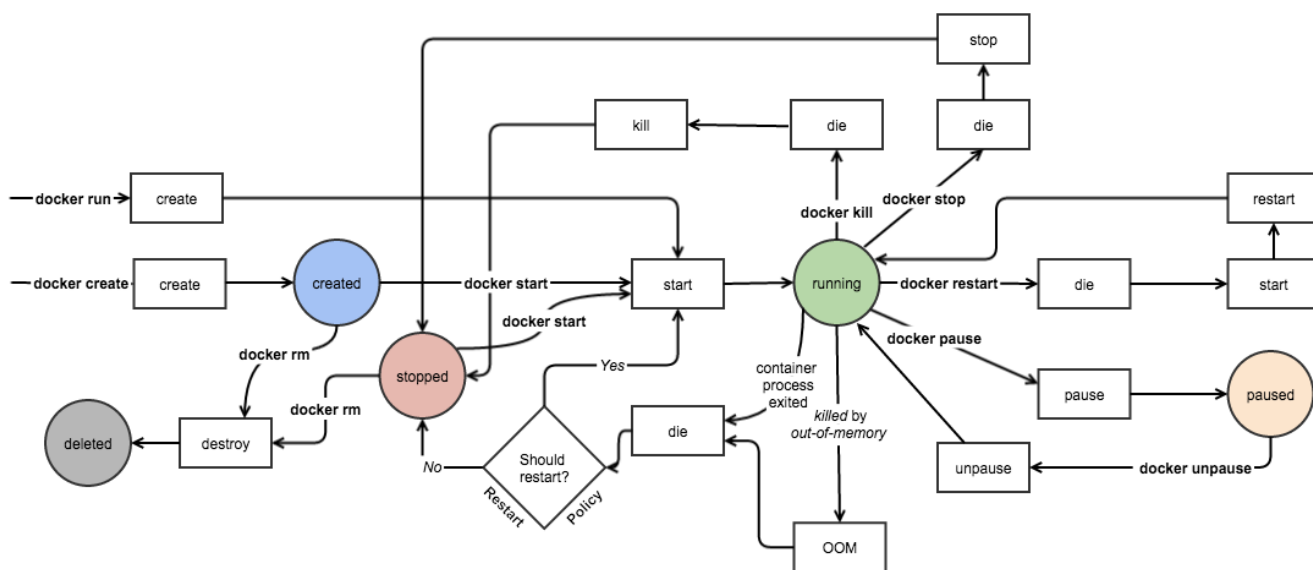 stop
kill
die
die
docker run
create
docker kill
docker stop
restart
docker create
create
created
docker start
start
running
docker restart
die
start
docker start
docker rm
docker pause
stopped
Yes
container
process
exited
pause
paused
docker rm
killed by
out-of-memory
deleted
destroy
No
Should
restart?
die
unpause
docker unpause
Restart
Policy
OOM